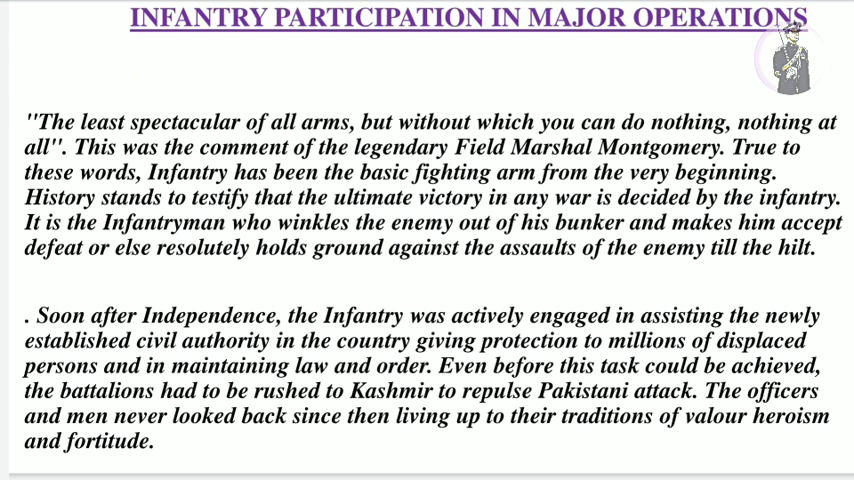 INFANTRY PARTICIPATION IN MAJOR OPERATIONS
"The least spectacular of all arms, but without which you can do nothing, nothing at
all". This was the comment of the legendary Field Marshal Montgomery. True to
these words, Infantry has been the basic fighting arm from the very beginning.
History stands to testify that the ultimate victory in any war is decided by the infantry.
It is the Infantryman who winkles the enemy out of his bunker and makes him accept
defeat or else resolutely holds ground against the assaults of the enemy till the hilt.
. Soon after Independence, the Infantry was actively engaged in assisting the newly
established civil authority in the country giving protection to millions of displaced
persons and in maintaining law and order. Even before this task could be achieved,
the battalions had to be rushed to Kashmir to repulse Pakistani attack. The officers
and men never looked back since then living up to their traditions of valour heroism
and fortitude.